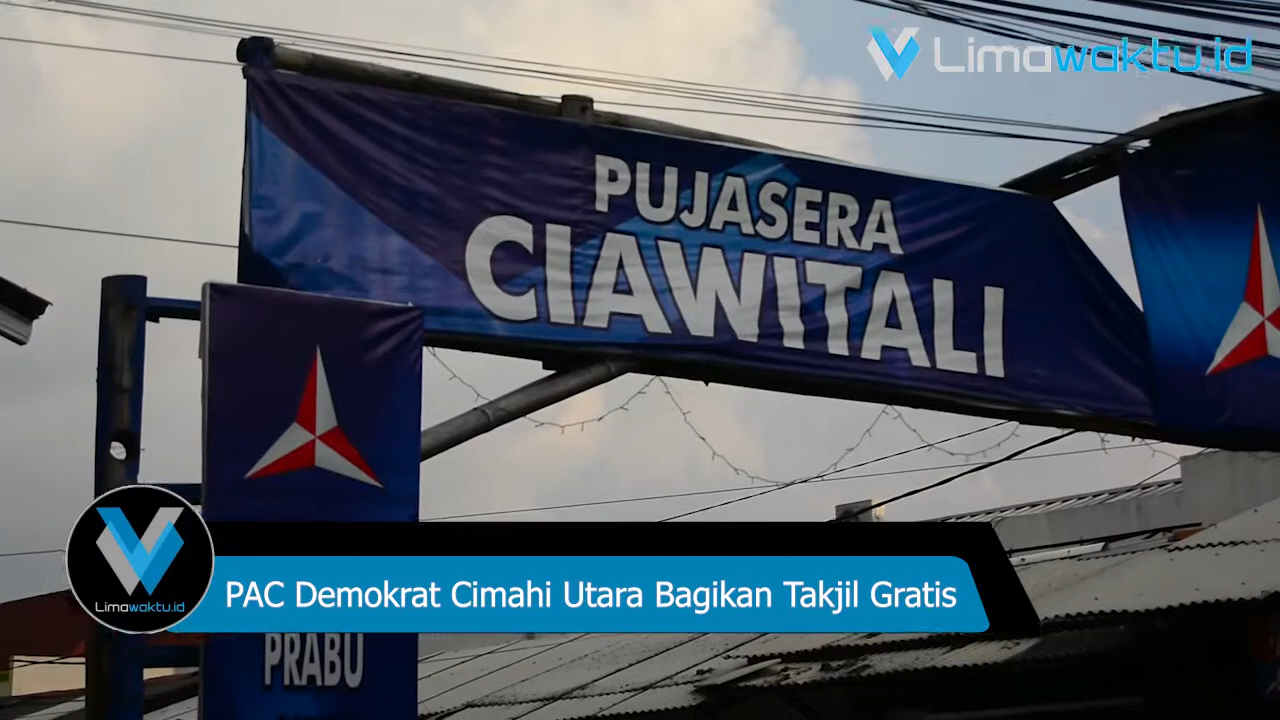 Limawaktu.id
PUJASERA
CIAWITALI
PAC Demokrat Cimahi Utara Bagikan Takjil Gratis
Limawaktu.id
PRABU